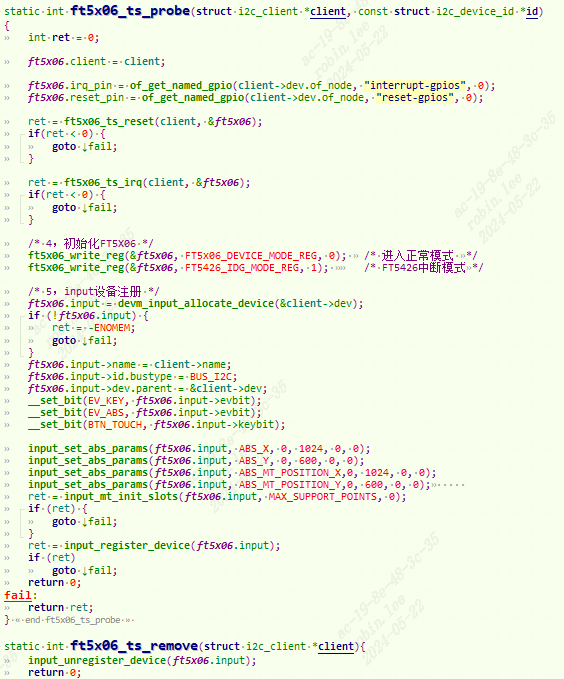 static int ft5x06_ts_probe(struct i2c_client *client, const struct i2c_device_id *id)
{
int ret = 0;
ft5x06.client = client;
ft5x06.irq_pin = of_get_named_gpio(client->dev.of_node, "interrupt-gpios", 0);
ft5x06.reset_pin = of_get_named_gpio(client->dev.of_node, "reset-gpios", 0);
ret = ft5x06_ts_reset(client, &ft5x06);
if(ret < 0) {
goto ↓fail;
}
ret = ft5x06_ts_irq(client, &ft5x06);
if(ret < 0) {
goto ↓fail;
}
/* 4，初始化FT5X06 */
ft5x06_write_reg(&ft5x06, FT5x06_DEVICE_MODE_REG, 0); /* 进入正常模式 */
ft5x06_write_reg(&ft5x06, FT5426_IDG_MODE_REG, 1); /* FT5426中断模式 */
/* 5，input设备注册 */
ft5x06.input = devm_input_allocate_device(&client->dev);
if (!ft5x06.input) {
ret = -ENOMEM;
goto ↓fail;
}
ft5x06.input->name = client->name;
ft5x06.input->id.bustype = BUS_I2C;
ft5x06.input->dev.parent = &client->dev;
__set_bit(EV_KEY, ft5x06.input->evbit);
__set_bit(EV_ABS, ft5x06.input->evbit);
__set_bit(BTN_TOUCH, ft5x06.input->keybit);
input_set_abs_params(ft5x06.input, ABS_X, 0, 1024, 0, 0);
input_set_abs_params(ft5x06.input, ABS_Y, 0, 600, 0, 0);
input_set_abs_params(ft5x06.input, ABS_MT_POSITION_X,0, 1024, 0, 0);
input_set_abs_params(ft5x06.input, ABS_MT_POSITION_Y,0, 600, 0, 0);
ret = input_mt_init_slots(ft5x06.input, MAX_SUPPORT_POINTS, 0);
if (ret) {
goto ↓fail;
}
ret = input_register_device(ft5x06.input);
if (ret)
goto ↓fail;
return 0;
fail:
return ret;
} « end ft5x06_ts_probe »
static int ft5x06_ts_remove(struct i2c_client *client){
input_unregister_device(ft5x06.input);
return 0;
ac-19-8e-48-3c-35
robin.lee
2024-05-22